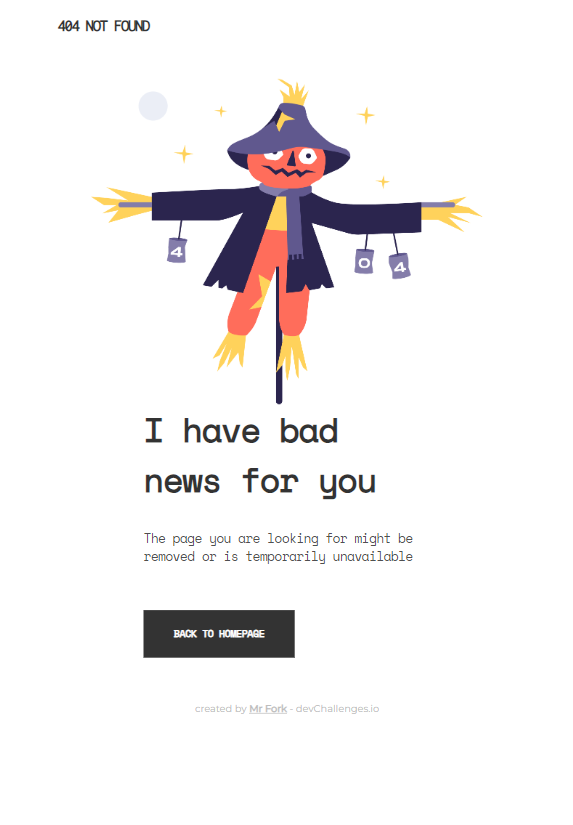 404 NOT FOUND
4
0 4
I have bad
news for you
The page you are looking for might be
removed or is temporarily unavailable
BACK TO HOMEPAGE
created by Mr Fork - devChallenges.io